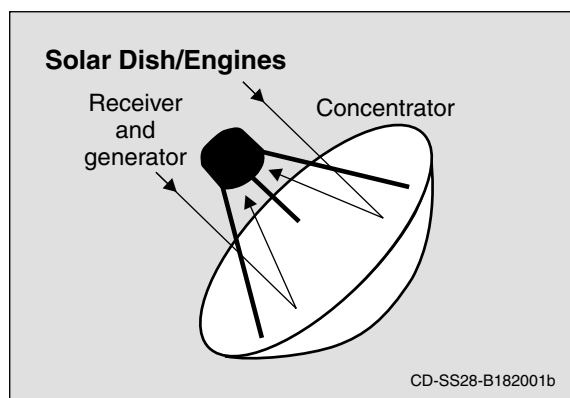 Solar Dish/Engines
Receiver
and
generator
Concentrator
CD-SS28-B182001b